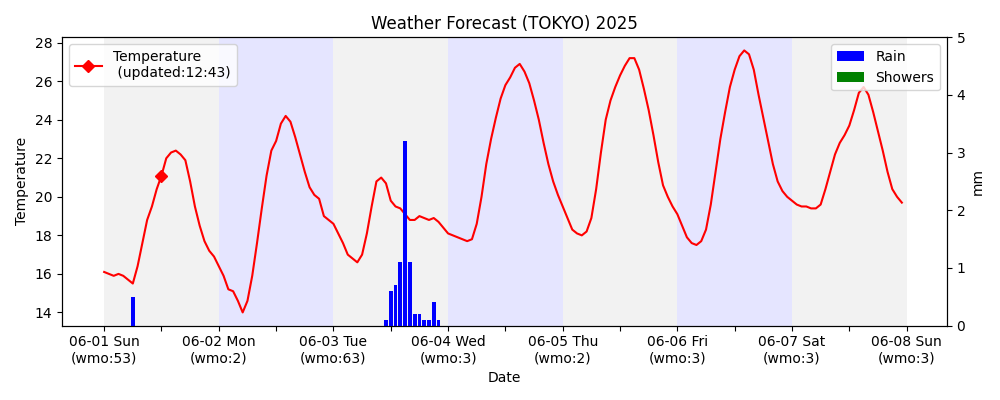 Weather Forecast (TOKYO) 2025
Temperature
(updated:12:43)
Rain
Showers
28
26
24
22
20
18
16
14
Temperature
5
4
3
2
1
0
mm
06-01 Sun
(wmo:53)
06-02 Mon
(wmo:2)
06-03 Tue
(wmo:63)
06-04 Wed
(wmo:3)
06-05 Thu
(wmo:2)
06-06 Fri
(wmo:3)
06-07 Sat
(wmo:3)
06-08 Sun
(wmo:3)
Date